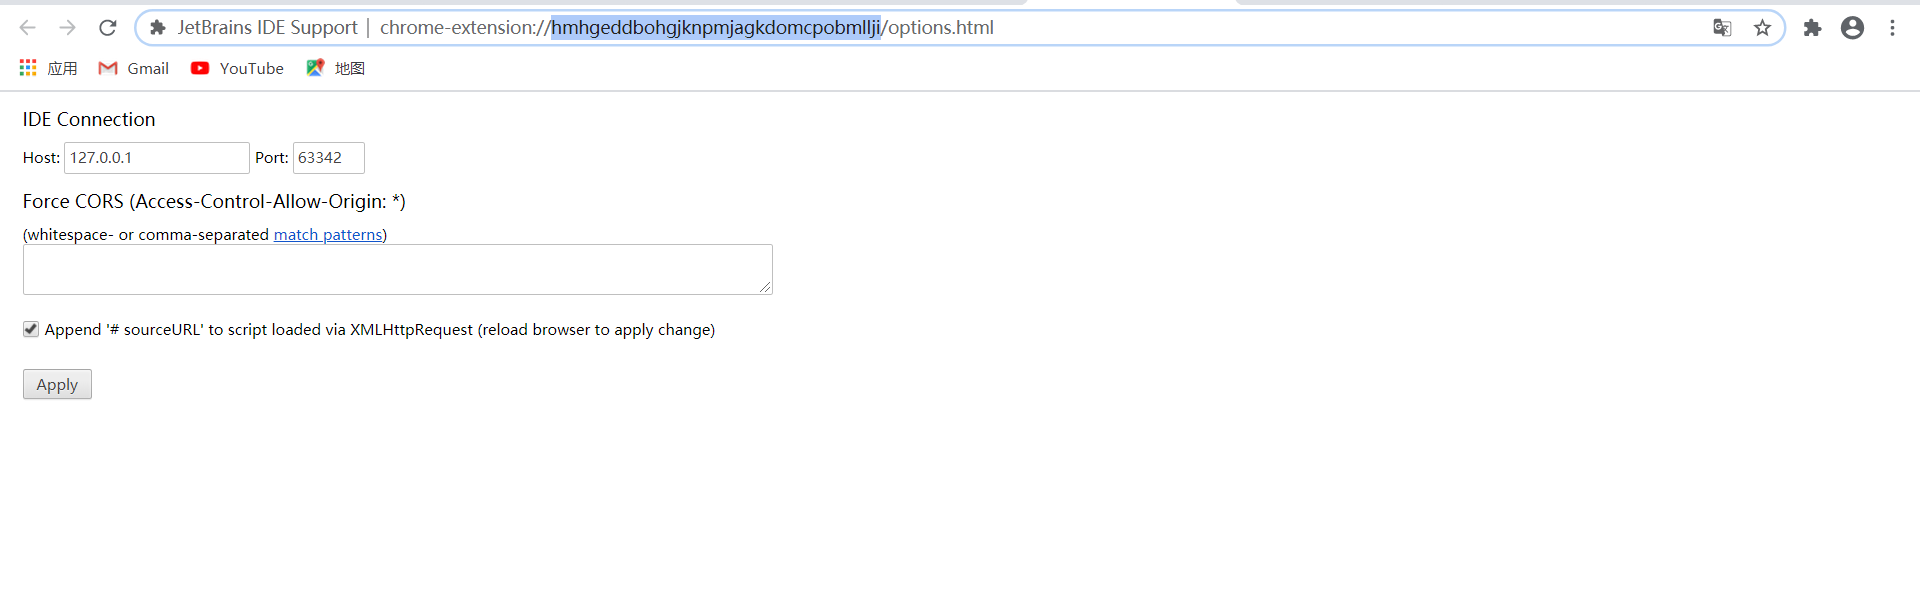 JetBrains IDE Support | chrome-extension://hmhgeddbohgjknpmjagkdomcpobmllji/options.html
应用 Gmail YouTube 地图
IDE Connection
Host: 127.0.0.1 Port: 63342
Force CORS (Access-Control-Allow-Origin: *)
(whitespace- or comma-separated match patterns)
Append '# sourceURL' to script loaded via XMLHttpRequest (reload browser to apply change)
Apply